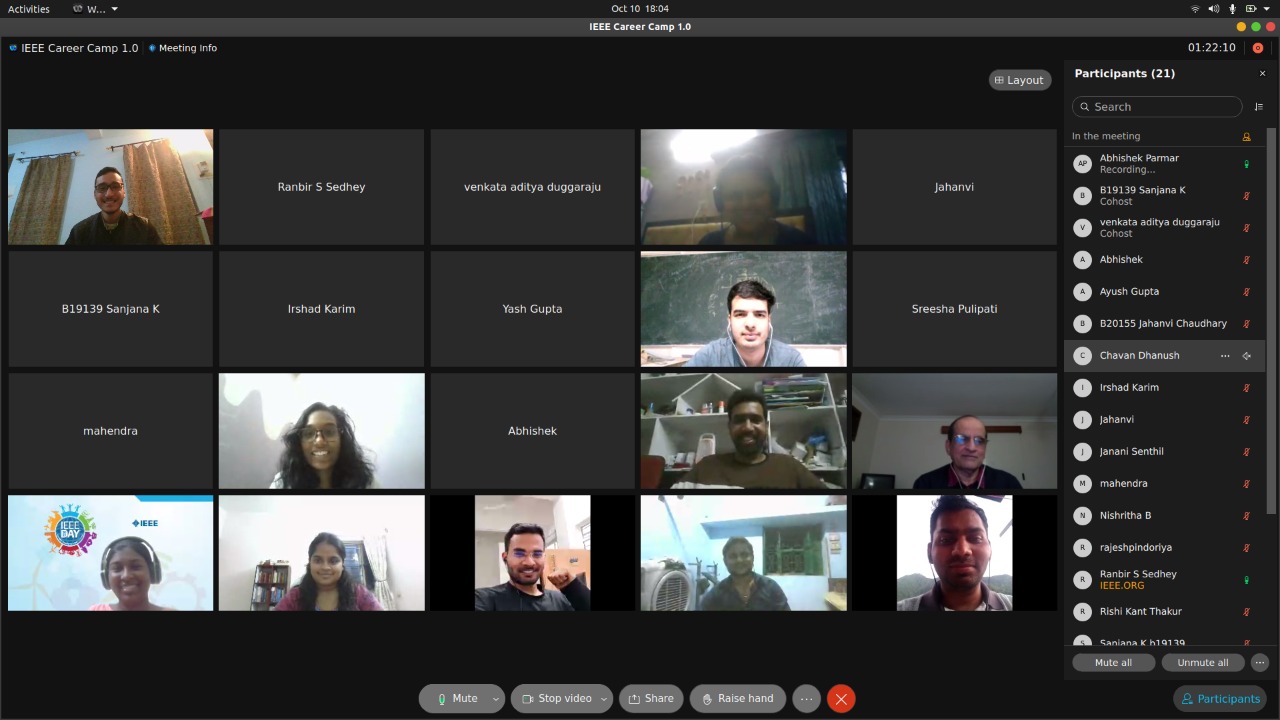 Activities
W...
Oct 10 18:04
IEEE Career Camp 1.0
IEEE Career Camp 1.0
Meeting Info
01:22:10
Layout
Participants (21)
Search
In the meeting
AP
Abhishek Parmar
Recording...
B
B19139 Sanjana K
Cohost
V
venkata aditya duggaraju
Cohost
A
Abhishek
A
Ayush Gupta
B
B20155 Jahanvi Chaudhary
C
Chavan Dhanush
I
Irshad Karim
J
Jahanvi
J
Janani Senthil
M
mahendra
N
Nishritha B
R
rajeshpindoriya
R
Ranbir S Sedhey
IEEE.ORG
R
Rishi Kant Thakur
Sanjana K b19139
Mute all
Unmute all
Participants
Ranbir S Sedhey
venkata aditya duggaraju
Jahanvi
B19139 Sanjana K
Irshad Karim
Yash Gupta
Sreesha Pulipati
mahendra
Abhishek
IEEE
DAY
IEEE
Mute
Stop video
Share
Raise hand